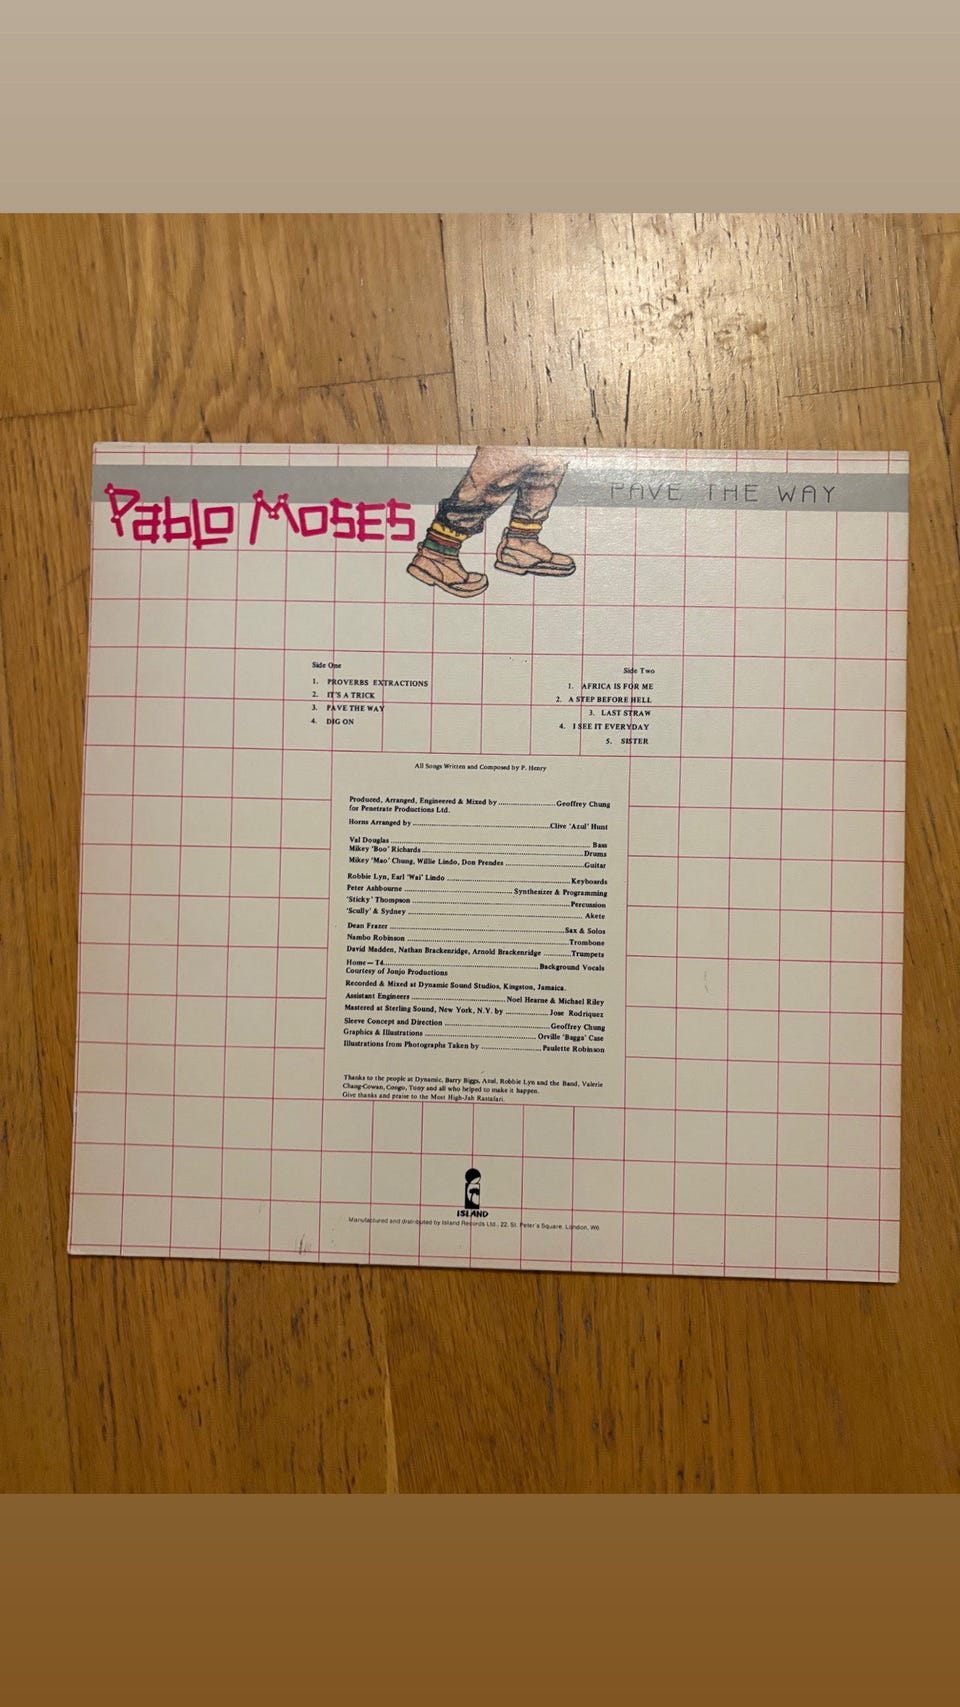 PABLO MOSES
PAVE THE WAY
Side One
1. PROVERBS EXTRACTIONS
2. IT'S A TRICK
3. PAVE THE WAY
4. DIG ON
Side Two
1. AFRICA IS FOR ME
2. A STEP BEFORE HELL
3. LAST STRAW
4. I SEE IT EVERYDAY
5. SISTER
All Songs Written and Composed by P. Henry
Produced, Arranged, Engineered & Mixed by ........................Geoffrey Chung
for Penetrate Productions Ltd.
Horns Arranged by ........................Clive 'Azul' Hunt
Val Douglas ........................ Bass
Mikey 'Boo' Richards ........................Drums
Mikey 'Mao' Chung, Willie Lindo, Don Prendes ........................Guitar
Robbie Lyn, Earl 'Wai' Lindo ........................Keyboards
Peter Ashbourne ........................ Synthesizer & Programming
'Sticky' Thompson ........................Percussion
'Scully' & Sydney ........................ Akete
Dean Frazer ........................Sax & Solos
Nambo Robinson ........................Trombone
David Madden, Nathan Brackenridge, Arnold Brackenridge ...........Trumpets
Home—T4........................Background Vocals
Courtesy of Jonjo Productions
Recorded & Mixed at Dynamic Sound Studios, Kingston, Jamaica.
Assistant Engineers ........................ Noel Hearne & Michael Riley
Mastered at Sterling Sound, New York, N.Y. by ................Jose Rodriquez
Sleeve Concept and Direction ........................Geoffrey Chung
Graphics & Illustrations ........................ Orville 'Bagga' Case
Illustrations from Photographs Taken by ......................Paulette Robinson
Thanks to the people at Dynamic, Barry Biggs, Azul, Robbie Lyn and the Band, Valerie
Chang-Cowan, Congo, Tony and all who helped to make it happen.
Give thanks and praise to the Most High-Jah Rastafari.
ISLAND
Manufactured and distributed by Island Records Ltd., 22, St. Peter's Square, London, W6